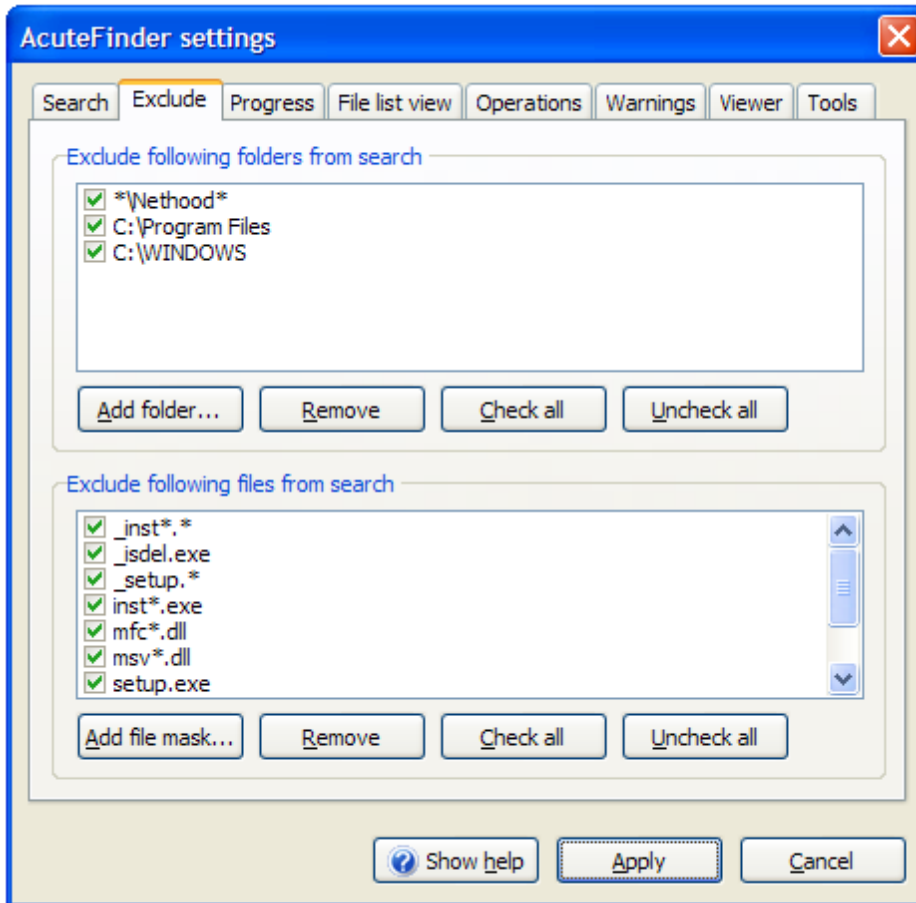 AcuteFinder settings
Search Exclude Progress File list view Operations Warnings Viewer Tools
Exclude following folders from search
*\Nethood*
C:\Program Files
C:\WINDOWS
Add folder... Remove Check all Uncheck all
Exclude following files from search
_inst*.*
_isdel.exe
_setup.*
inst*.exe
mfc*.dll
msv*.dll
setup.exe
Add file mask... Remove Check all Uncheck all
Show help Apply Cancel